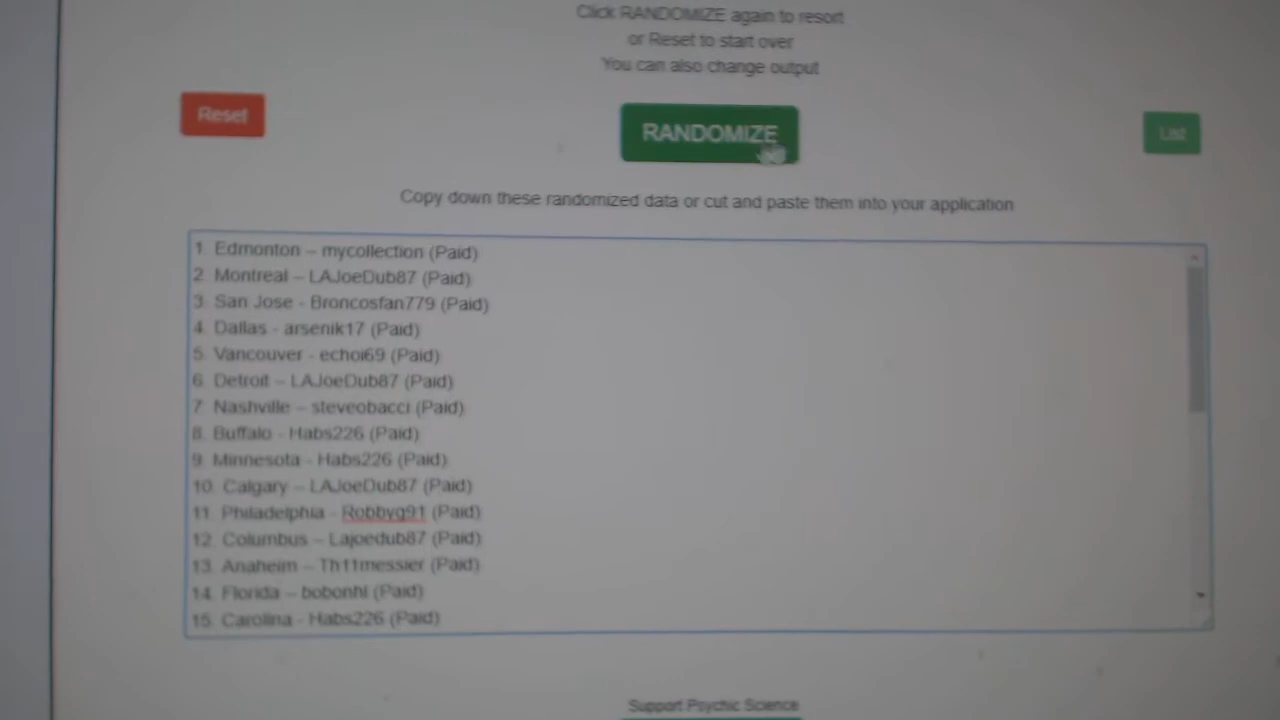 Click RANDOMIZE again to resort
or Reset to start over
You can also change output
Reset
RANDOMIZE
List
Copy down these randomized data or cut and paste them into your application
1. Edmonton – mycollection (Paid)
2. Montreal – LAJoeDub87 (Paid)
3. San Jose - Broncosfan779 (Paid)
4. Dallas - arsenik17 (Paid)
5. Vancouver - echoi69 (Paid)
6. Detroit – LAJoeDub87 (Paid)
7. Nashville – steveobacci (Paid)
8. Buffalo - Habs226 (Paid)
9. Minnesota - Habs226 (Paid)
10. Calgary – LAJoeDub87 (Paid)
11. Philadelphia - Robbyg91 (Paid)
12. Columbus – Lajoedub87 (Paid)
13. Anaheim – Th11messier (Paid)
14. Florida – bobonhl (Paid)
15. Carolina - Habs226 (Paid)
Support Psychic Science